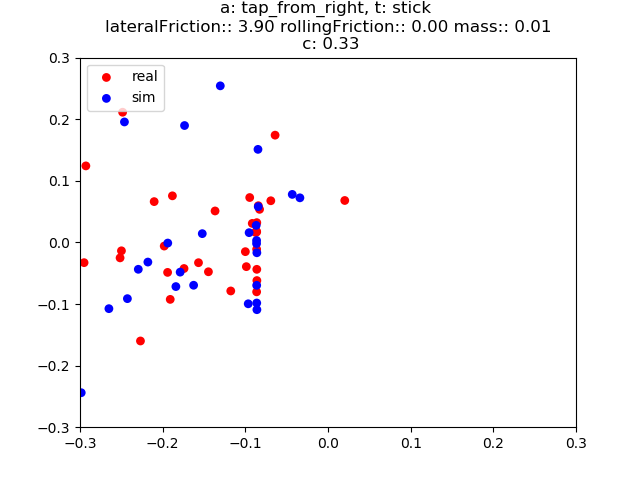 a: tap_from_right, t: stick
lateralFriction:: 3.90 rollingFriction:: 0.00 mass:: 0.01
c: 0.33
real
sim
0.3
0.2
0.1
0.0
−0.1
−0.2
−0.3
−0.3
−0.2
−0.1
0.0
0.1
0.2
0.3